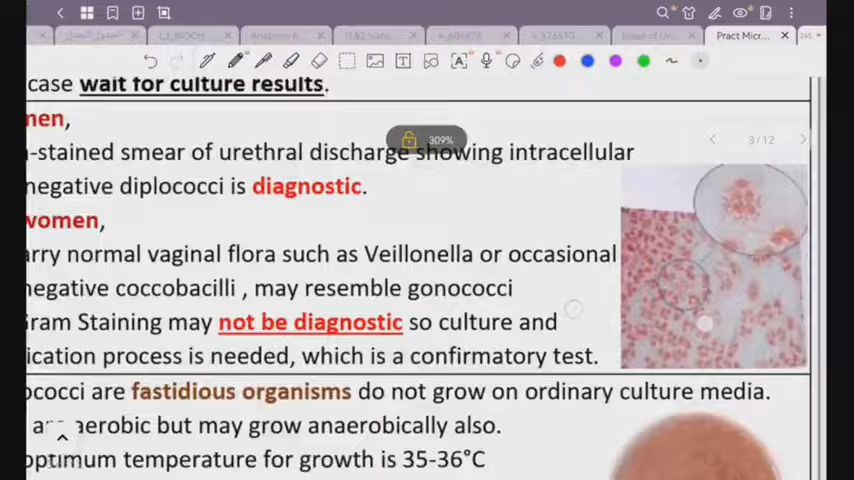 Pract Micr...
case wait for culture results.
men,
309%
3/12
-stained smear of urethral discharge showing intracellular
negative diplococci is diagnostic.
women,
arry normal vaginal flora such as Veillonella or occasional
negative coccobacilli , may resemble gonococci
Gram Staining may not be diagnostic so culture and
ication process is needed, which is a confirmatory test.
ococci are fastidious organisms do not grow on ordinary culture media.
aerobic but may grow anaerobically also.
optimum temperature for growth is 35-36°C